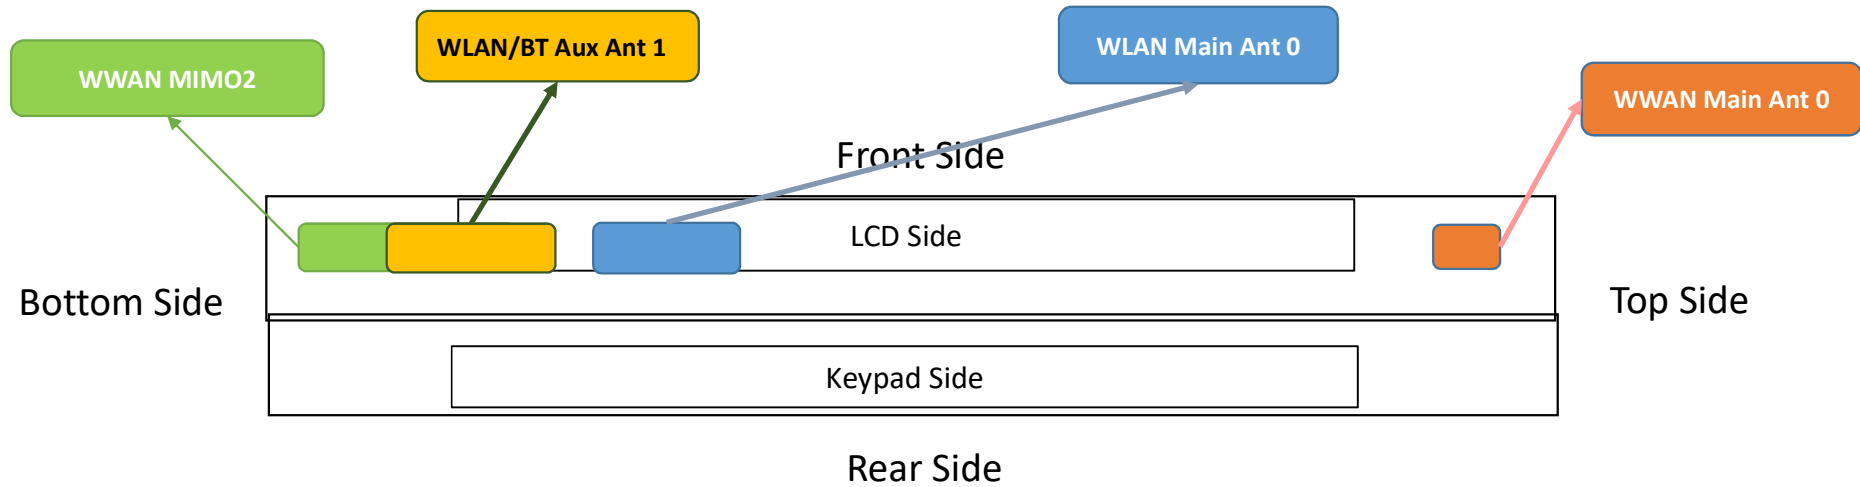 WLAN/BT Aux Ant 1
WLAN Main Ant 0
WWAN MIMO2
WWAN Main Ant 0
Front Side
LCD Side
Bottom Side
Top Side
Keypad Side
Rear Side